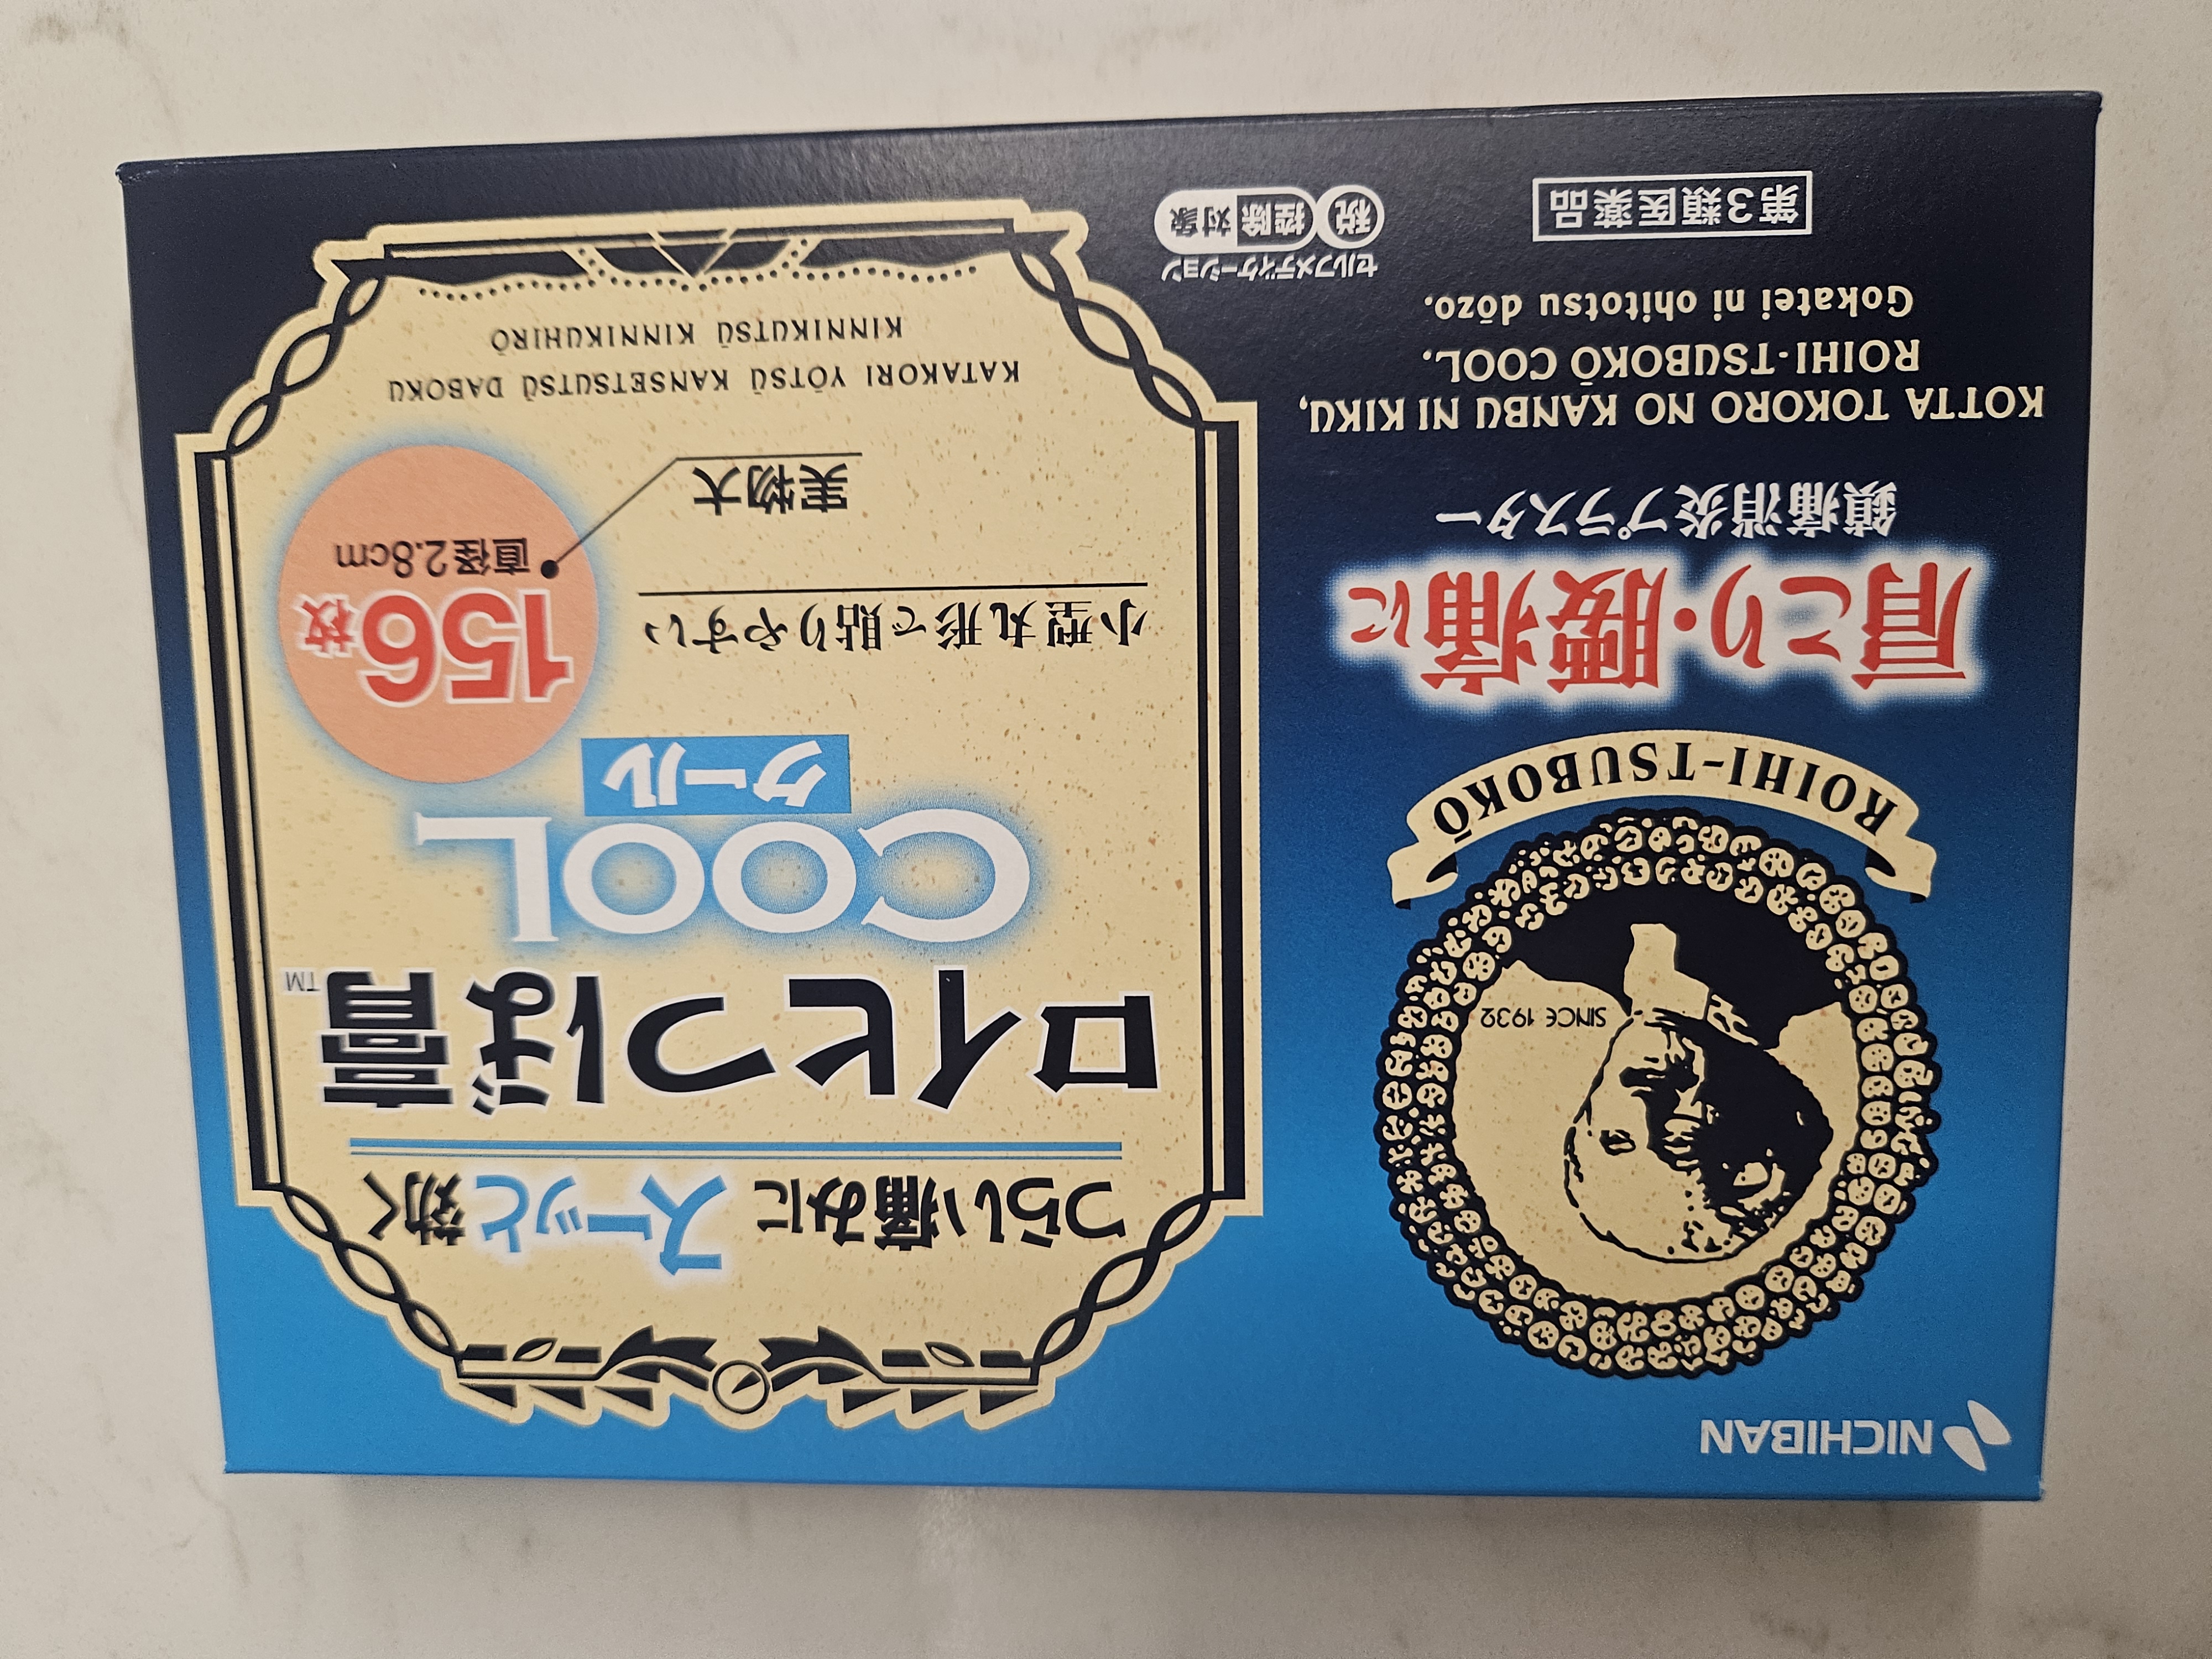 NICHIBAN
SINCE 1932
ROIHI-TSUBOKŌ
肩こり・腰痛に
鎮痛消炎プラスター
KOTTA TOKORO NO KANBU NI KIKU,
ROIHI-TSUBOKŌ COOL.
Gokatei ni ohitotsu dōzo.
第3類医薬品
セルフメディケーション
税 控除 対象
つらい痛みにスーッと効く
ロイヒつぼ膏™
COOL
クール
小型丸形で貼りやすい
156枚
直径2.8cm
実物大
KATAKORI YŌTSŪ KANSETSUTSŪ DABOKU
KINNIKUTSŪ KINNIKUHIRŌ